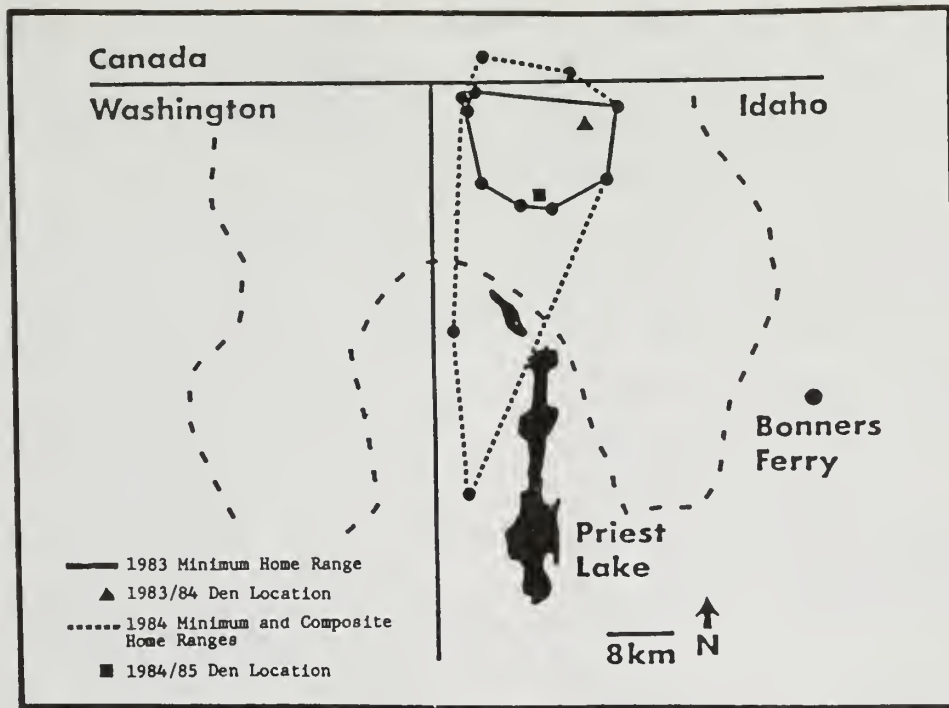 Canada
Washington
Idaho
Bonners
Ferry
Priest
Lake
1983 Minimum Home Range
1983/84 Den Location
1984 Minimum and Composite
Home Ranges
1984/85 Den Location
8km
N